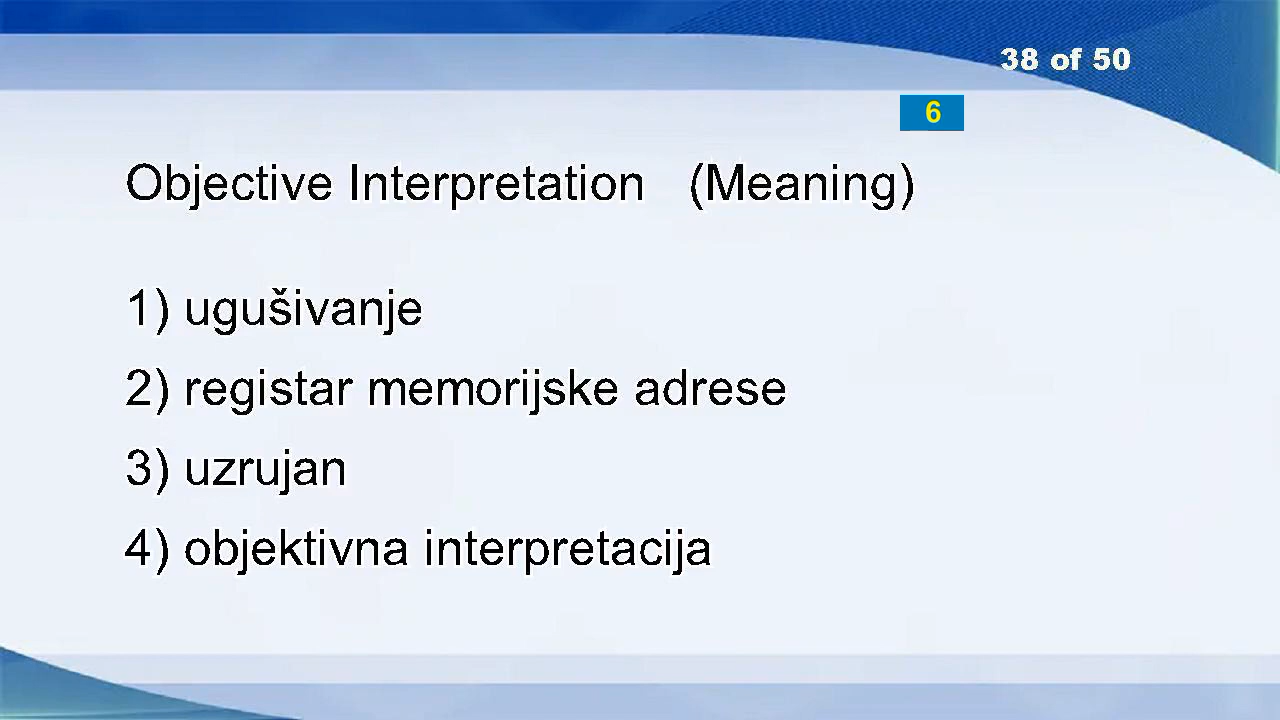 38 of 50
6
Objective Interpretation (Meaning)
1) ugušivanje
2) registar memorijske adrese
3) uzrujan
4) objektivna interpretacija